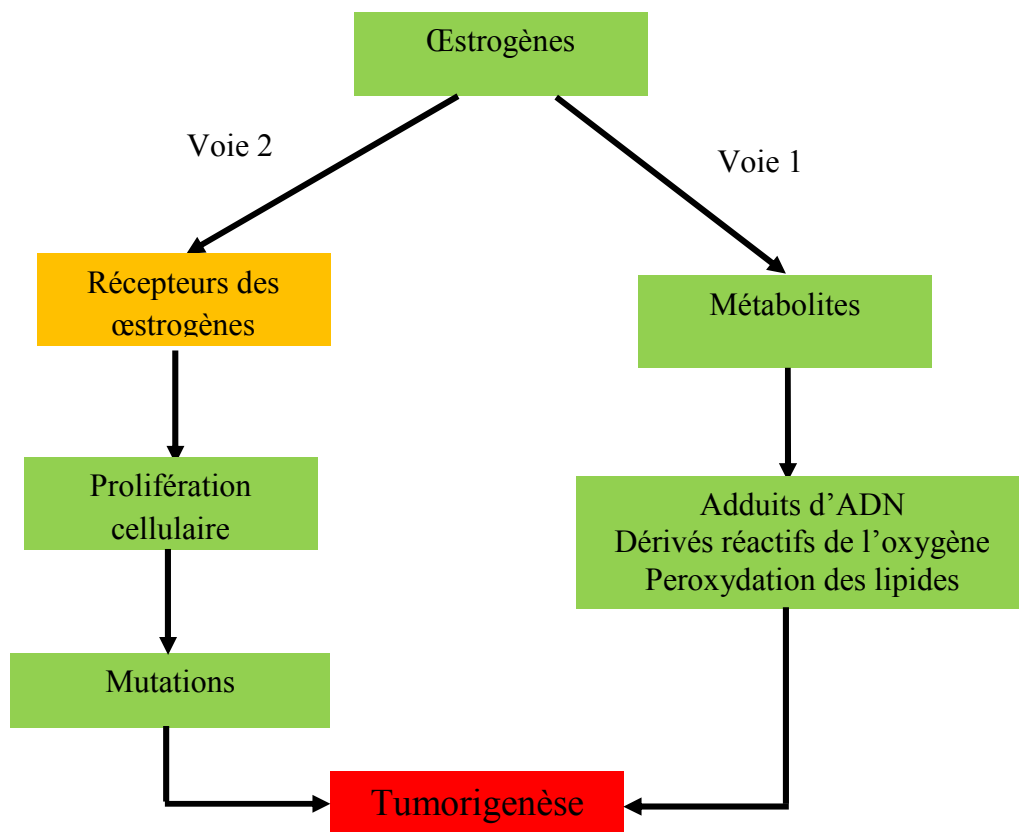 Œstrogènes
Voie 2
Voie 1
Récepteurs des
œstrogènes
Métabolites
Prolifération
cellulaire
Adduits d’ADN
Dérivés réactifs de l’oxygène
Peroxydation des lipides
Mutations
Tumorigenèse